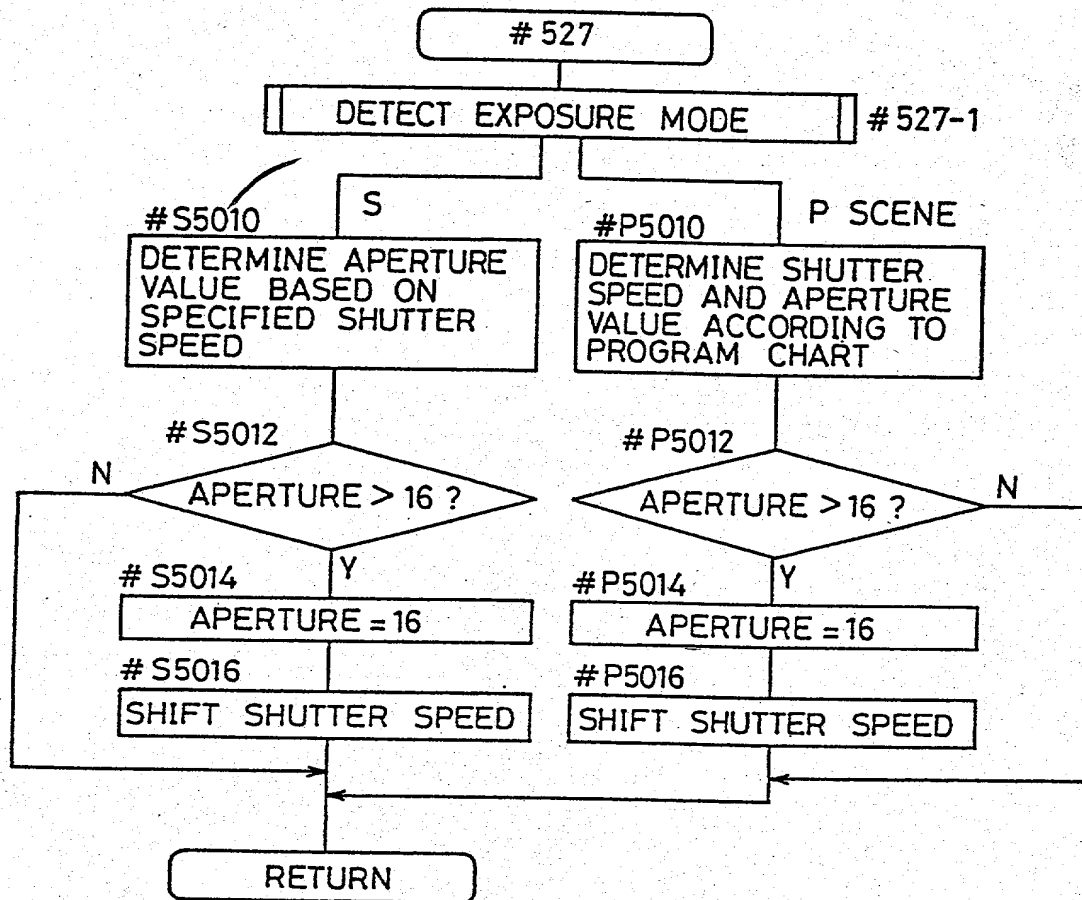 #527
DETECT EXPOSURE MODE
#527-1
S
P SCENE
#S5010
DETERMINE APERTURE
VALUE BASED ON
SPECIFIED SHUTTER
SPEED
#P5010
DETERMINE SHUTTER
SPEED AND APERTURE
VALUE ACCORDING TO
PROGRAM CHART
#S5012
N
APERTURE > 16 ?
Y
#P5012
APERTURE > 16 ?
N
Y
#S5014
APERTURE = 16
#P5014
APERTURE = 16
#S5016
SHIFT SHUTTER SPEED
#P5016
SHIFT SHUTTER SPEED
RETURN